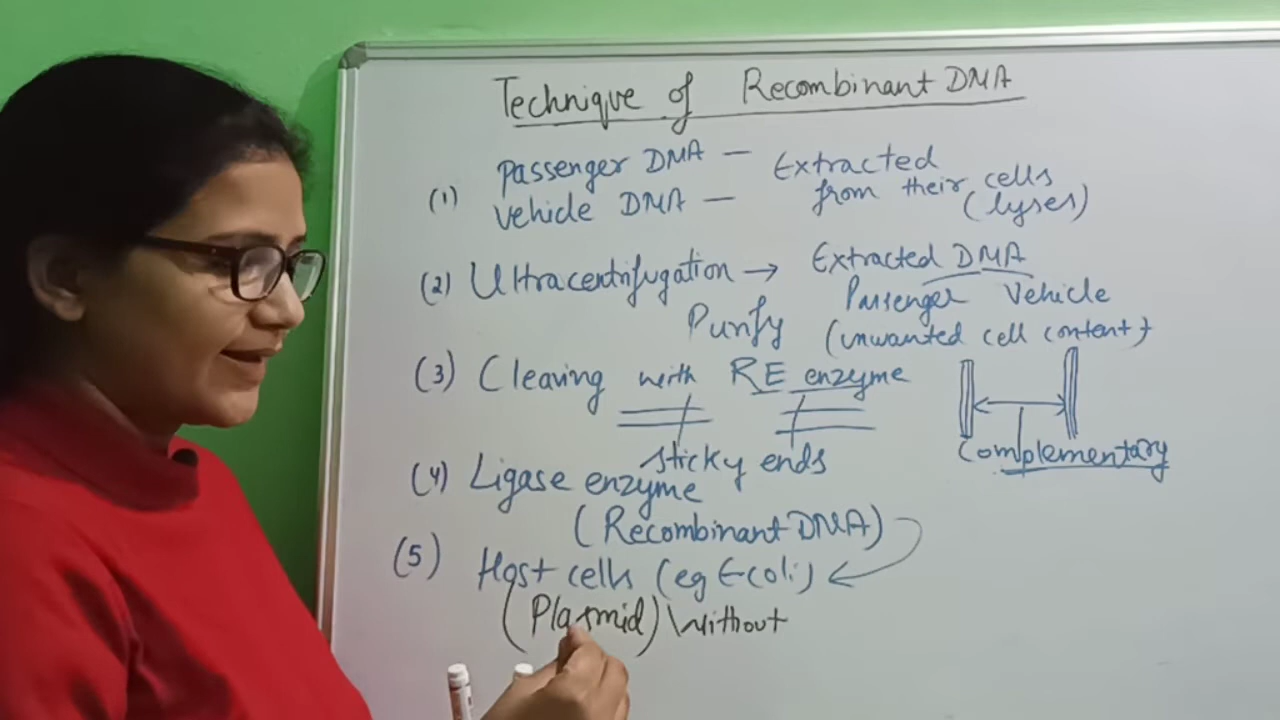 Technique of Recombinant DNA
(1) Passenger DNA — Extracted
Vehicle DNA — from their cells
(lyses)
(2) Ultracentrifugation → Extracted DNA
Passenger Vehicle
Purify (unwanted cell content)
(3) Cleaving with RE enzyme
sticky ends
Complementary
(4) Ligase enzyme
(Recombinant DNA)
(5) Host cells (eg E-coli)
(Plasmid) Without